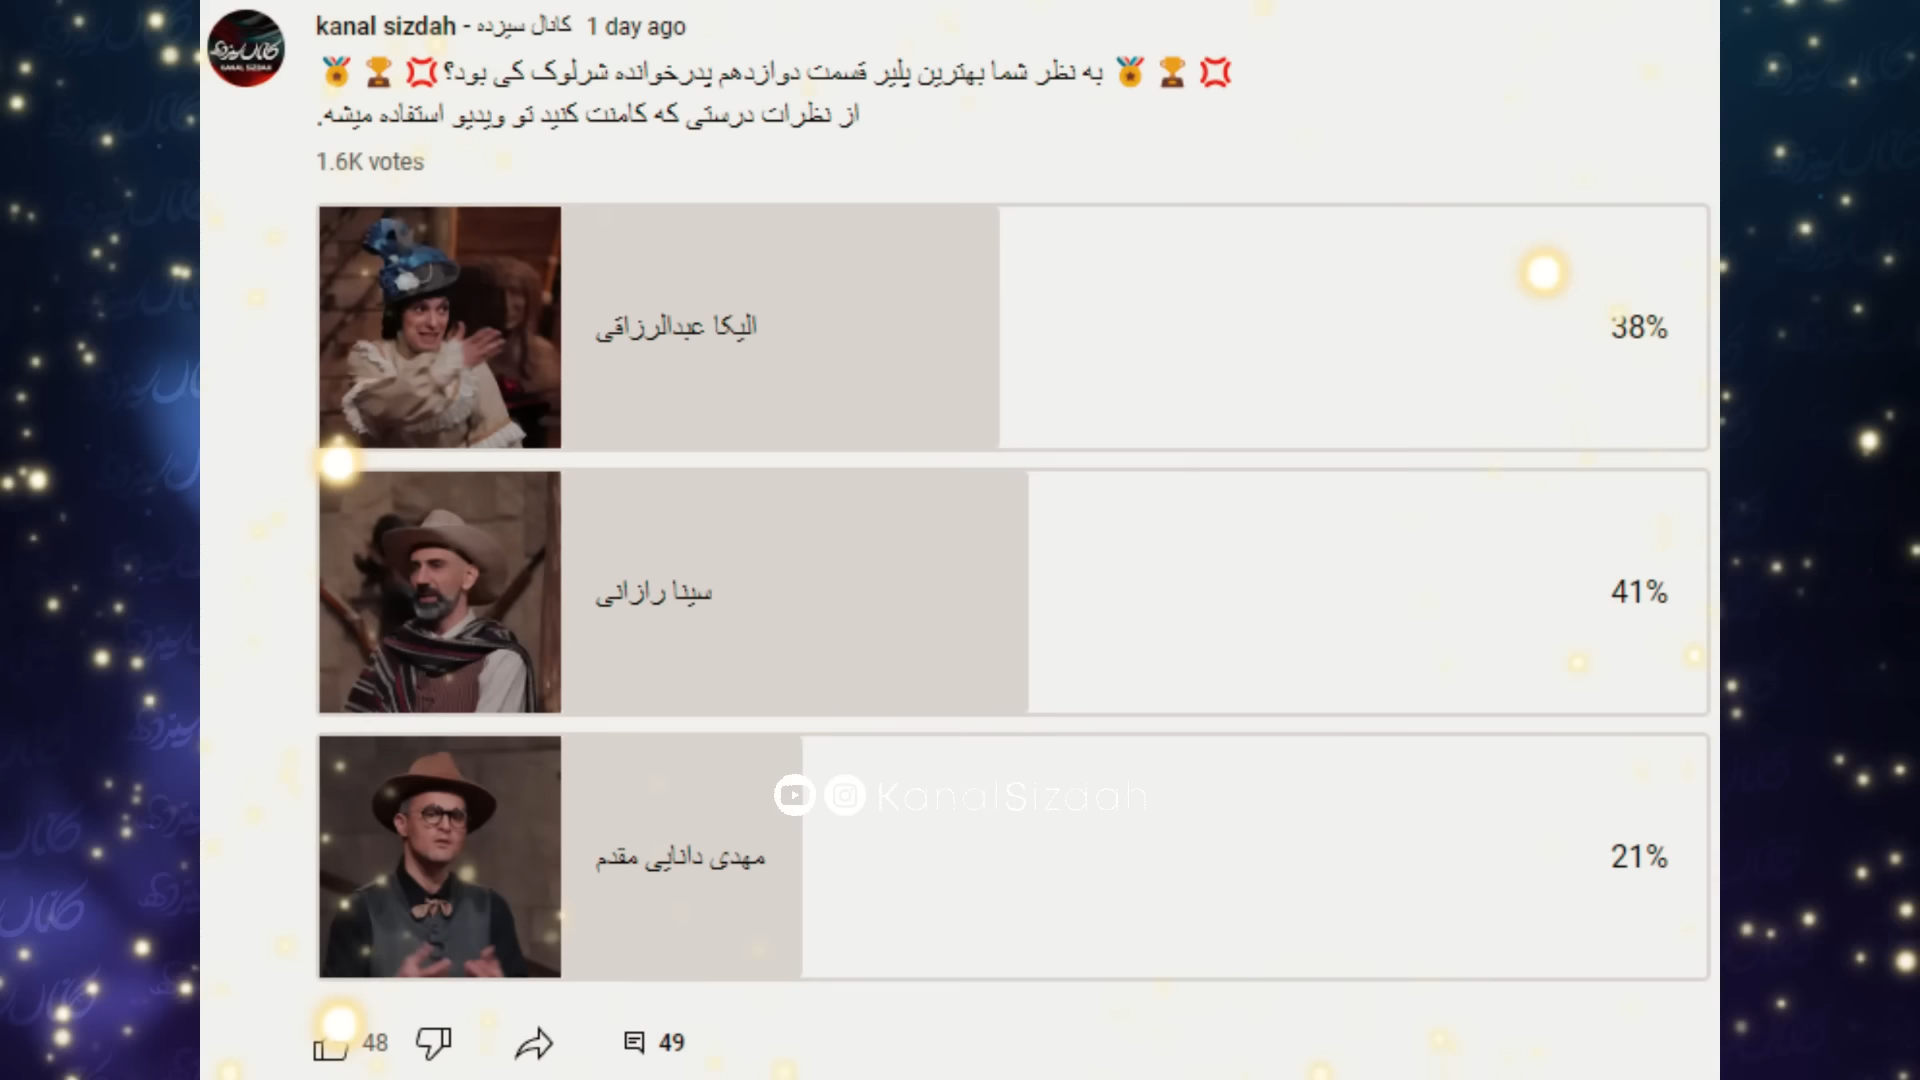 kanal sizdah - کانال سیزده 1 day ago
💢 🏆 🏅 به نظر شما بهترین پلیر قسمت دوازدهم پدرخوانده شرلوک کی بود؟ 💢 🏆 🏅
از نظرات درستی که کامنت کنید تو ویدیو استفاده میشه.
1.6K votes
الیکا عبدالرزاقی
38%
سینا رازانی
41%
KanalSizdah
مهدی دانایی مقدم
21%
48
49